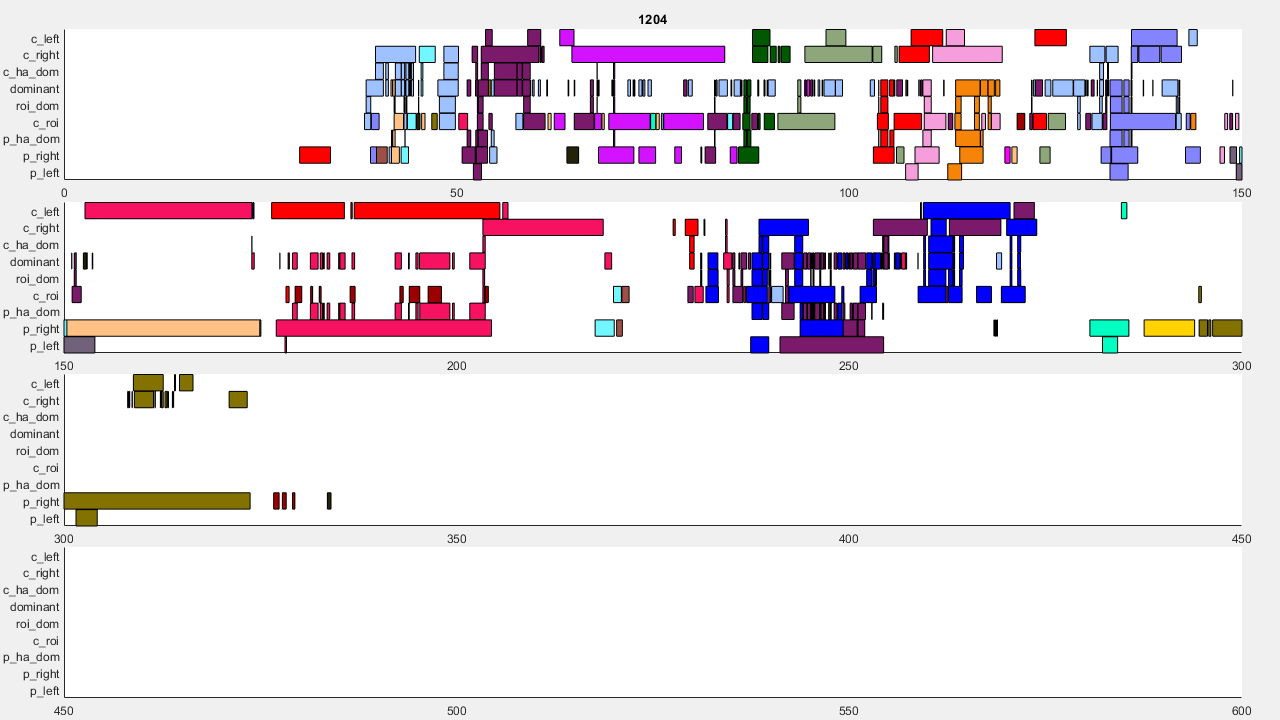 1204
c_left
c_right
c_ha_dom
dominant
roi_dom
c_roi
p_ha_dom
p_right
p_left
0 50 100 150
c_left
c_right
c_ha_dom
dominant
roi_dom
c_roi
p_ha_dom
p_right
p_left
150 200 250 300
c_left
c_right
c_ha_dom
dominant
roi_dom
c_roi
p_ha_dom
p_right
p_left
300 350 400 450
c_left
c_right
c_ha_dom
dominant
roi_dom
c_roi
p_ha_dom
p_right
p_left
450 500 550 600